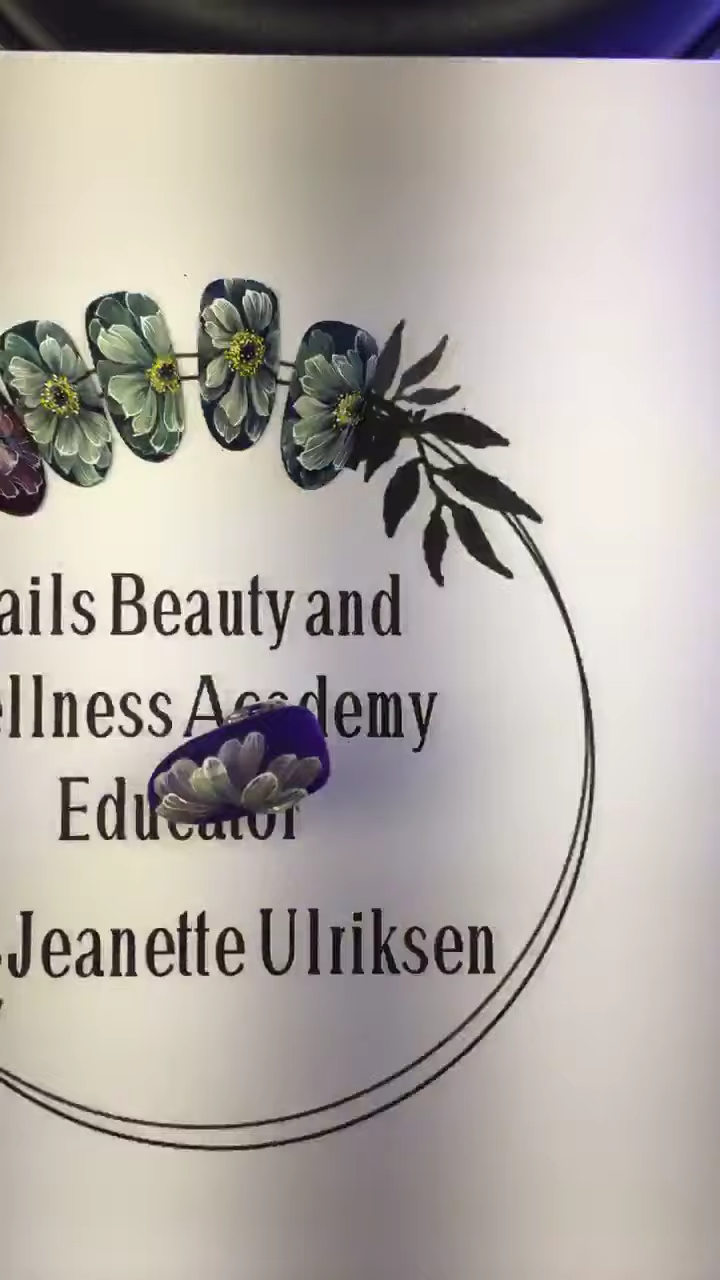 ails Beauty and
ellness Academy
Educator
Jeanette Ulriksen